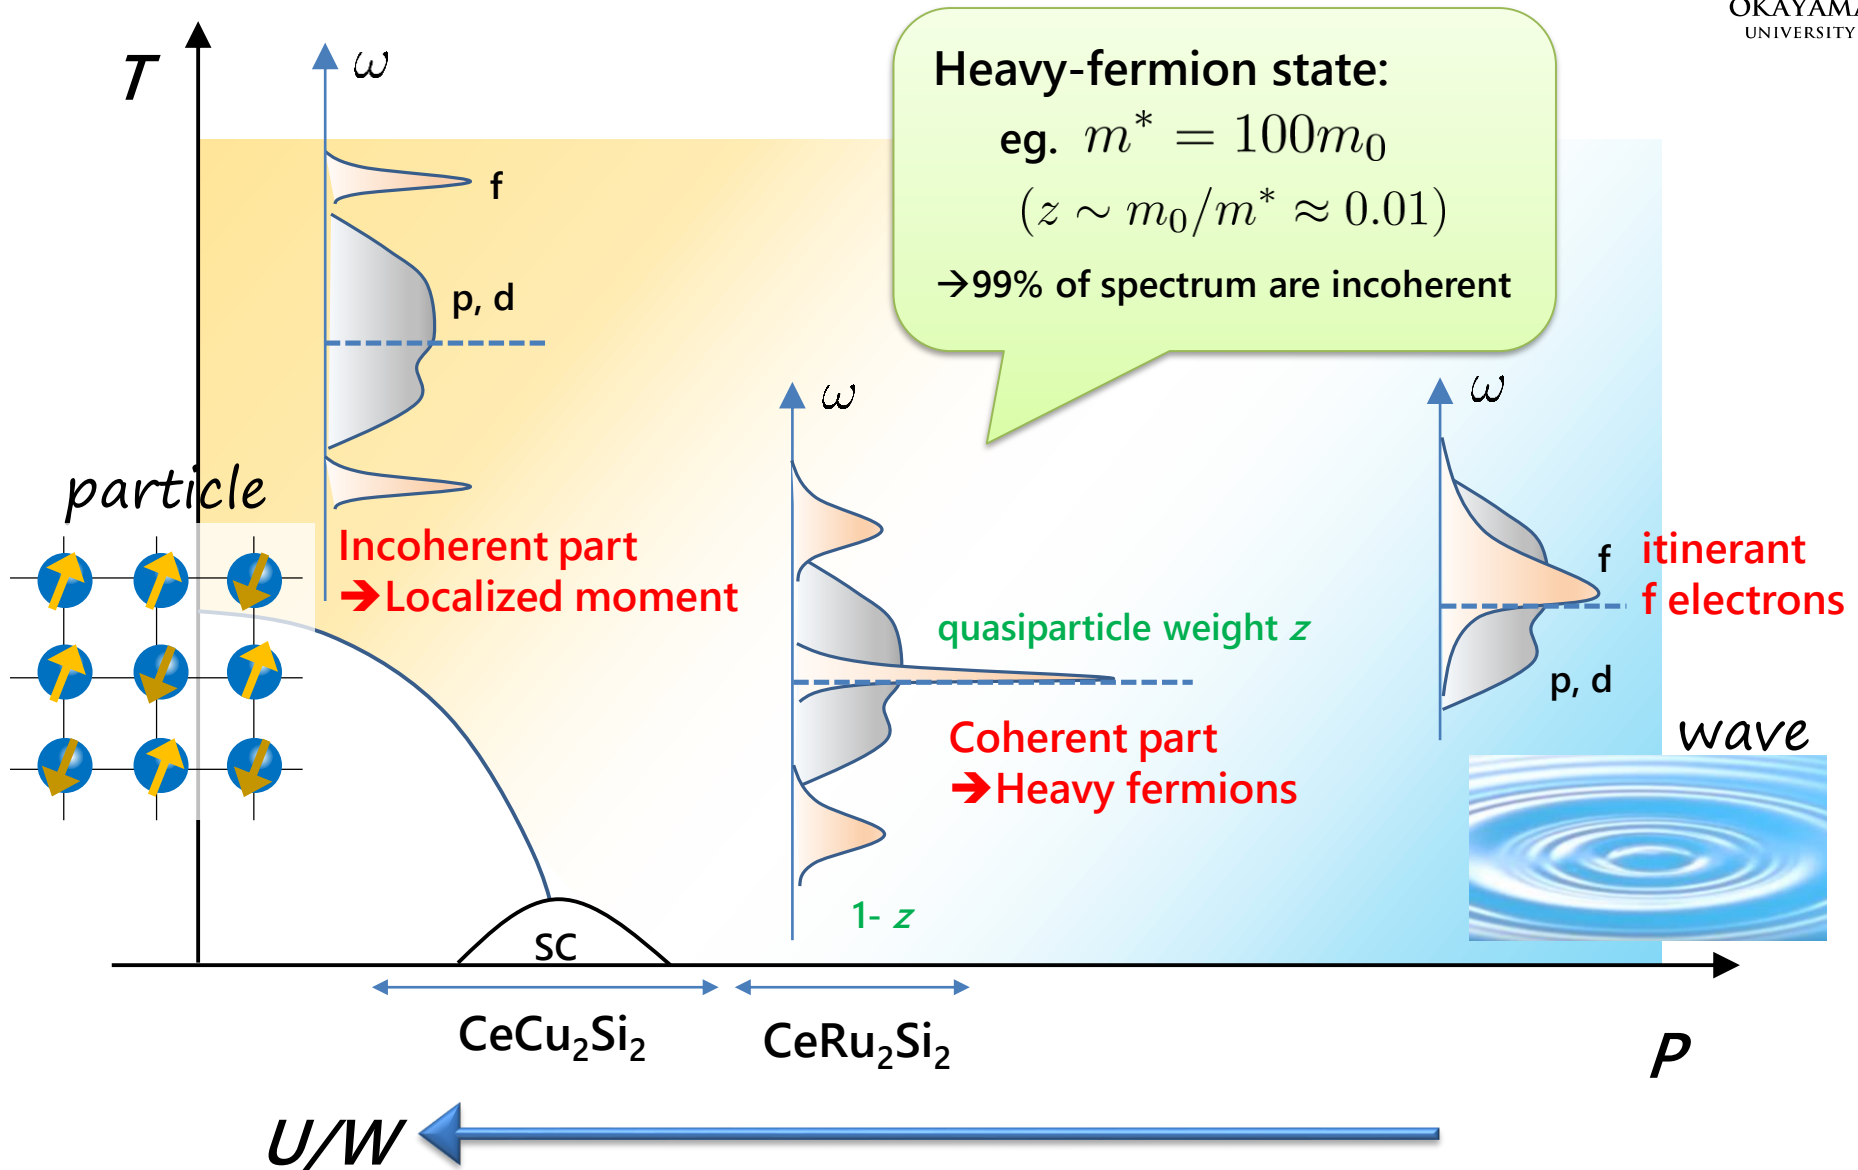 OKAYAMA
UNIVERSITY
T
ω
Heavy-fermion state:
eg. m* = 100m₀
(z ∼ m₀/m* ≈ 0.01)
→99% of spectrum are incoherent
f
p, d
ω
ω
particle
Incoherent part
➔Localized moment
f
itinerant
f electrons
quasiparticle weight z
p, d
Coherent part
➔Heavy fermions
wave
1- z
SC
CeCu₂Si₂
CeRu₂Si₂
P
U/W